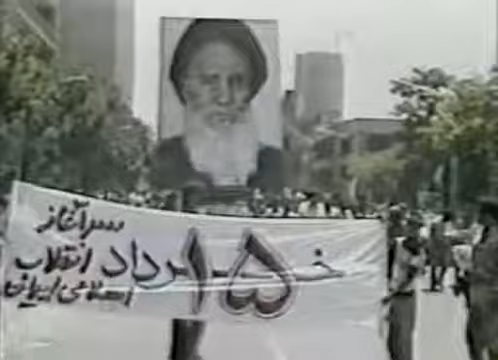 ۱۵ خرداد
سرآغاز
انقلاب
اسلامی ایران